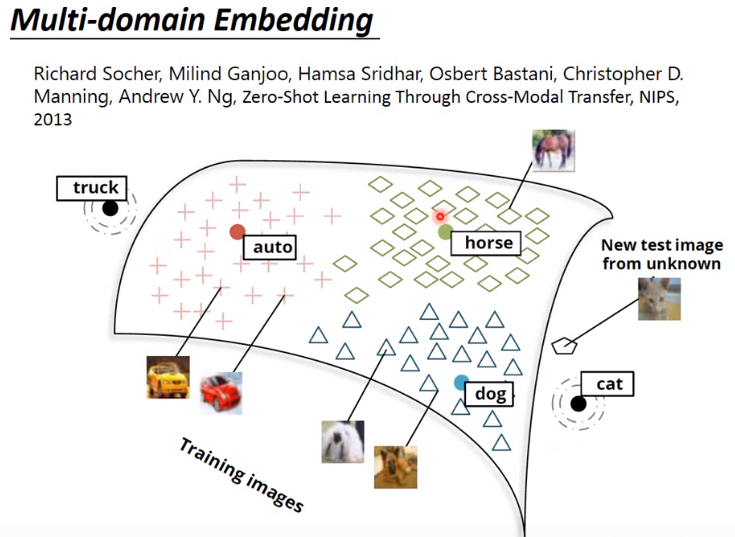 Multi-domain Embedding
Richard Socher, Milind Ganjoo, Hamsa Sridhar, Osbert Bastani, Christopher D.
Manning, Andrew Y. Ng, Zero-Shot Learning Through Cross-Modal Transfer, NIPS,
2013
truck
auto
horse
New test image
from unknown
cat
dog
Training images